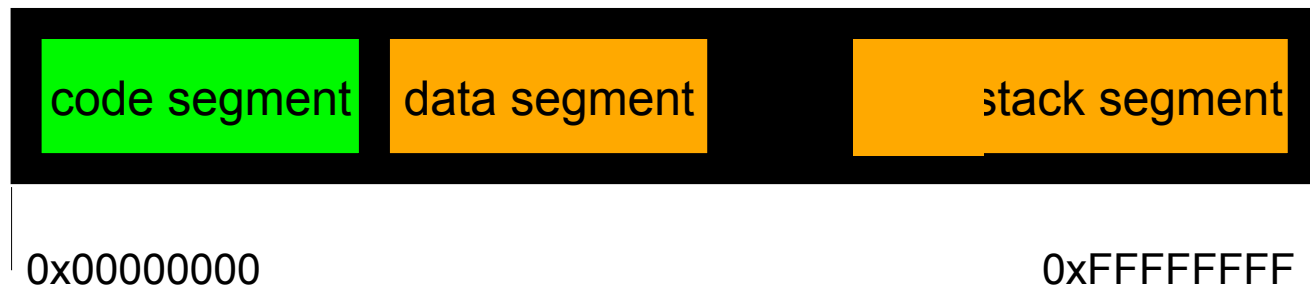 code segment
data segment
stack segment
0x00000000
0xFFFFFFFF